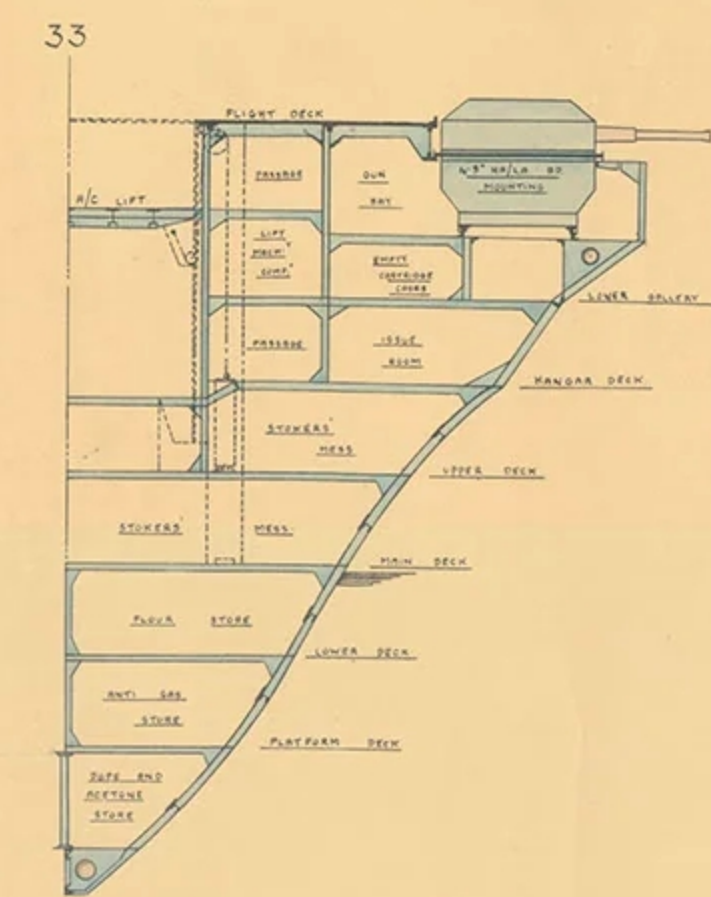 33
FLIGHT DECK
A/C LIFT
PASSAGE
GUN
BAY
4·5" HA/LA BD
MOUNTING
LIFT
MACH'Y
COMP'T
EMPTY
CARTRIDGE
LOWER GALLERY
PASSAGE
ISSUE
ROOM
HANGAR DECK
STOKERS'
MESS
UPPER DECK
STOKERS' MESS
MAIN DECK
FLOUR STORE
LOWER DECK
ANTI GAS
STORE
PLATFORM DECK
DOPE AND
ACETONE
STORE